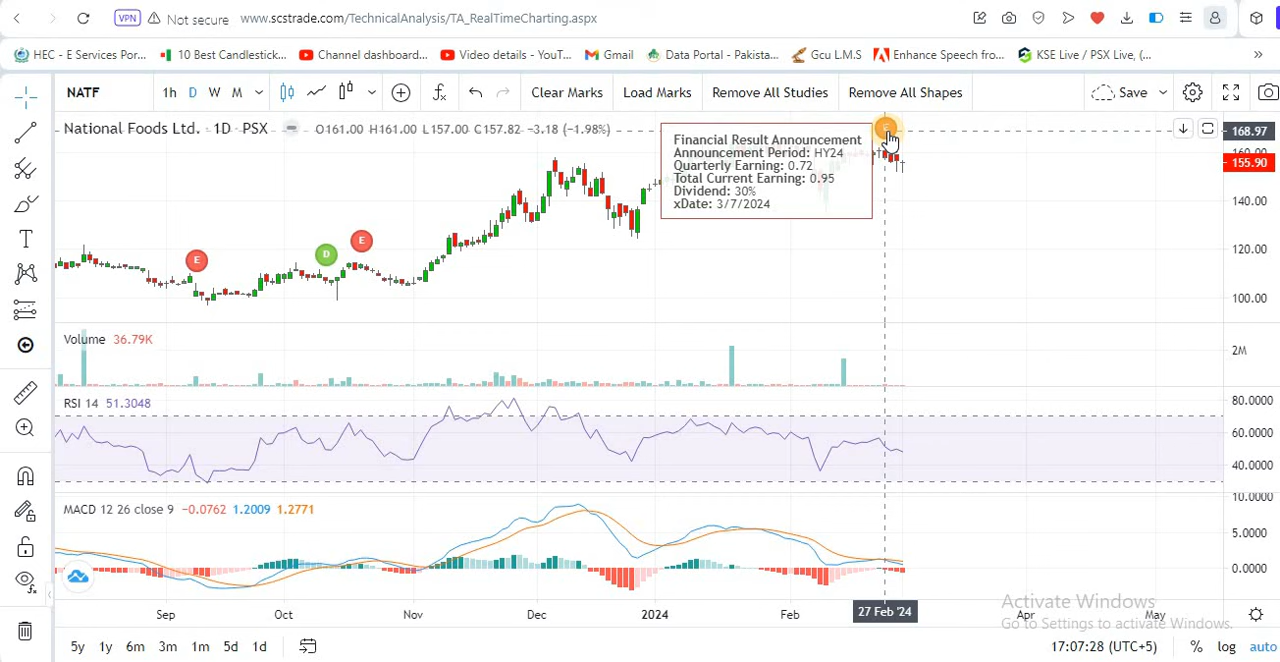 VPN Not secure www.scstrade.com/TechnicalAnalysis/TA_RealTimeCharting.aspx
HEC - E Services Por... 10 Best Candlestick... Channel dashboard... Video details - YouT... Gmail Data Portal - Pakista... Gcu L.M.S Enhance Speech fro... KSE Live / PSX Live, (... »
NATF 1h D W M Clear Marks Load Marks Remove All Studies Remove All Shapes Save
National Foods Ltd. · 1D · PSX O161.00 H161.00 L157.00 C157.82 −3.18 (−1.98%)
168.97
155.90
140.00
120.00
100.00
Financial Result Announcement
Announcement Period: HY24
Quarterly Earning: 0.72
Total Current Earning: 0.95
Dividend: 30%
xDate: 3/7/2024
E
D
E
Volume 36.79K
2M
RSI 14 51.3048
80.0000
60.0000
40.0000
MACD 12 26 close 9 −0.0762 1.2009 1.2771
10.0000
5.0000
0.0000
Sep Oct Nov Dec 2024 Feb 27 Feb '24 Apr May
Activate Windows
Go to Settings to activate Windows.
5y 1y 6m 3m 1m 5d 1d 17:07:28 (UTC+5) % log auto